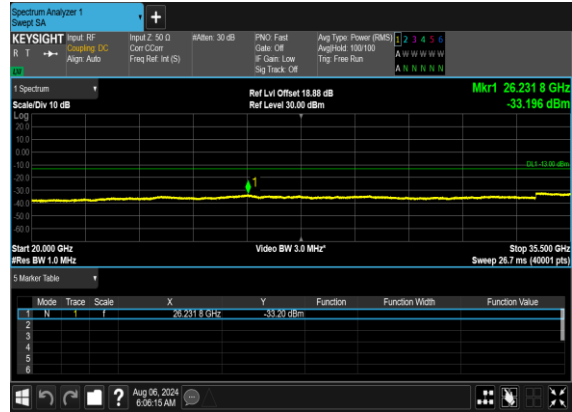 Spectrum Analyzer 1
Swept SA
+
KEYSIGHT
R T
Input: RF
Coupling: DC
Align: Auto
Input Z: 50 Ω
Corr CCorr
Freq Ref: Int (S)
#Atten: 30 dB
PNO: Fast
Gate: Off
IF Gain: Low
Sig Track: Off
Avg Type: Power (RMS)
Avg|Hold: 100/100
Trig: Free Run
1 2 3 4 5 6
A W W W W W
A N N N N N
1 Spectrum
Scale/Div 10 dB
Ref Lvl Offset 18.88 dB
Ref Level 30.00 dBm
Mkr1 26.231 8 GHz
-33.196 dBm
Log
20.0
10.0
0.00
-10.0
-20.0
-30.0
-40.0
-50.0
-60.0
DL1 -13.00 dBm
1
Start 20.000 GHz
#Res BW 1.0 MHz
Video BW 3.0 MHz*
Stop 35.500 GHz
Sweep 26.7 ms (40001 pts)
5 Marker Table
Mode Trace Scale X Y Function Function Width Function Value
1 N 1 f 26.231 8 GHz -33.20 dBm
2
3
4
5
6
?
Aug 06, 2024
6:06:15 AM